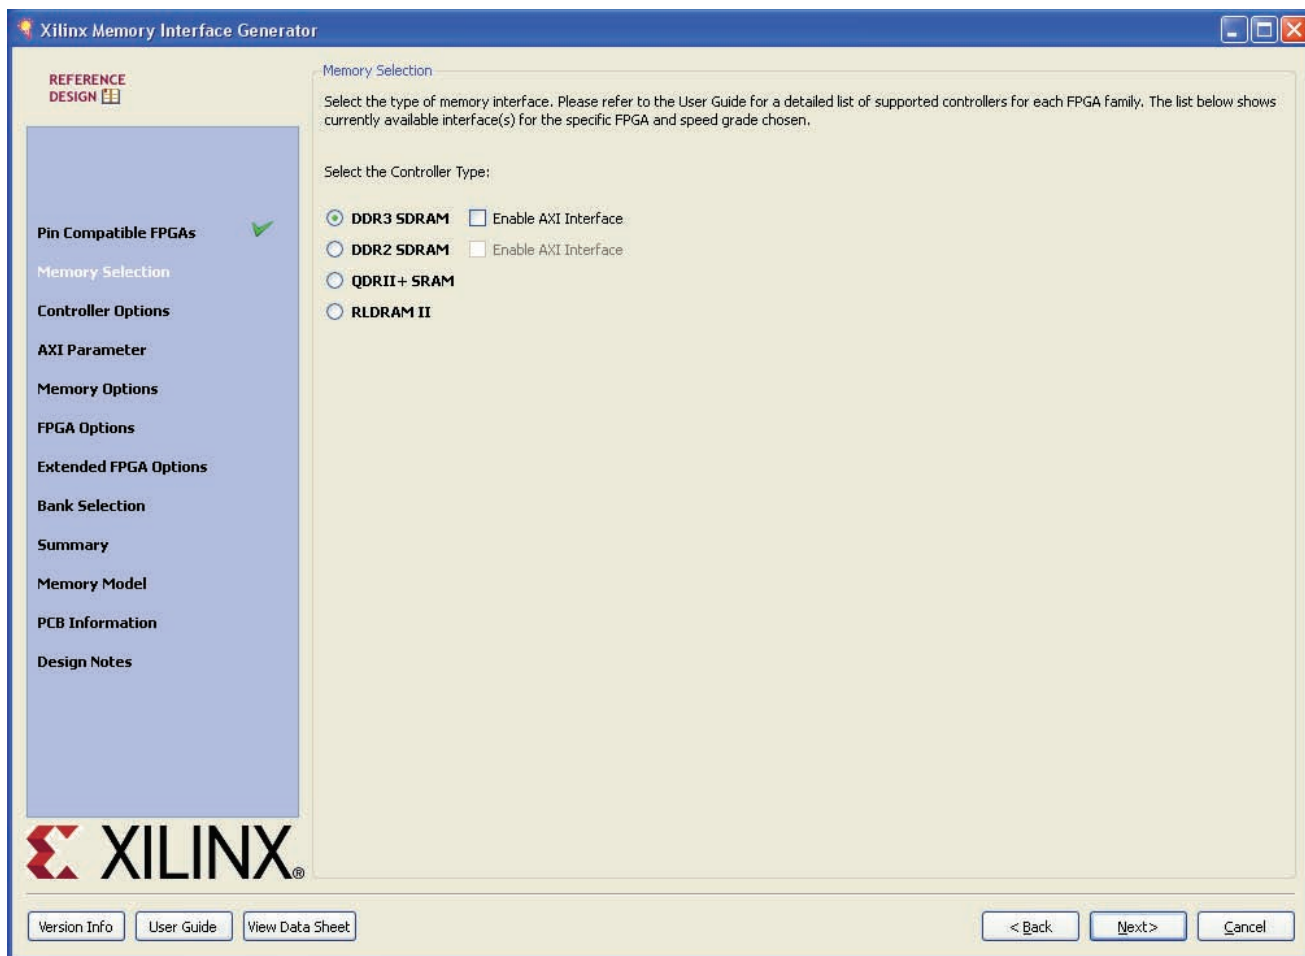 Xilinx Memory Interface Generator
REFERENCE
DESIGN
Pin Compatible FPGAs
Memory Selection
Controller Options
AXI Parameter
Memory Options
FPGA Options
Extended FPGA Options
Bank Selection
Summary
Memory Model
PCB Information
Design Notes
XILINX®
Memory Selection
Select the type of memory interface. Please refer to the User Guide for a detailed list of supported controllers for each FPGA family. The list below shows
currently available interface(s) for the specific FPGA and speed grade chosen.
Select the Controller Type:
DDR3 SDRAM Enable AXI Interface
DDR2 SDRAM Enable AXI Interface
QDRII+ SRAM
RLDRAM II
Version Info User Guide View Data Sheet < Back Next> Cancel